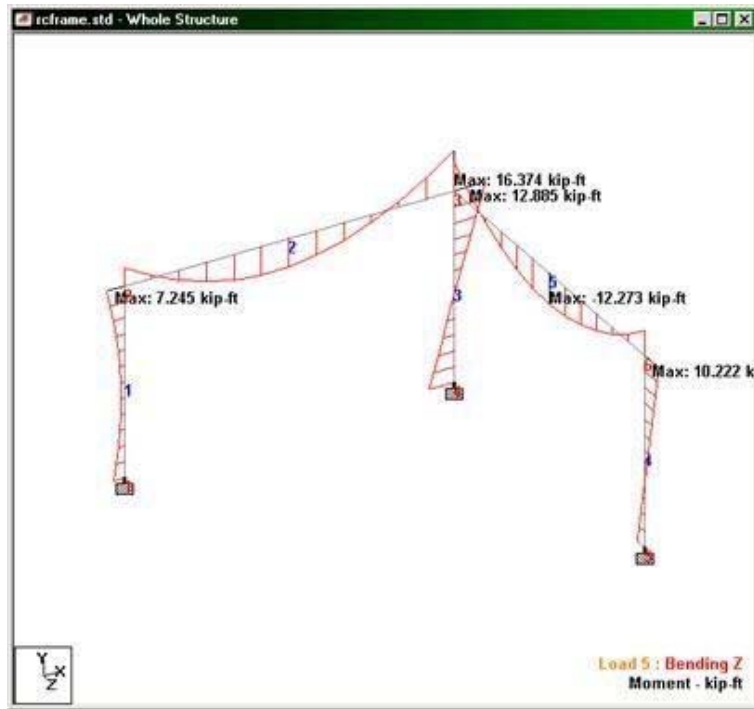 rcframe.std - Whole Structure
Max: 16.374 kip-ft
3
Max: 12.885 kip-ft
2
5
Max: 7.245 kip-ft
3
Max: -12.273 kip-ft
Max: 10.222 k
1
4
Y
X
Z
Load 5 : Bending Z
Moment - kip-ft